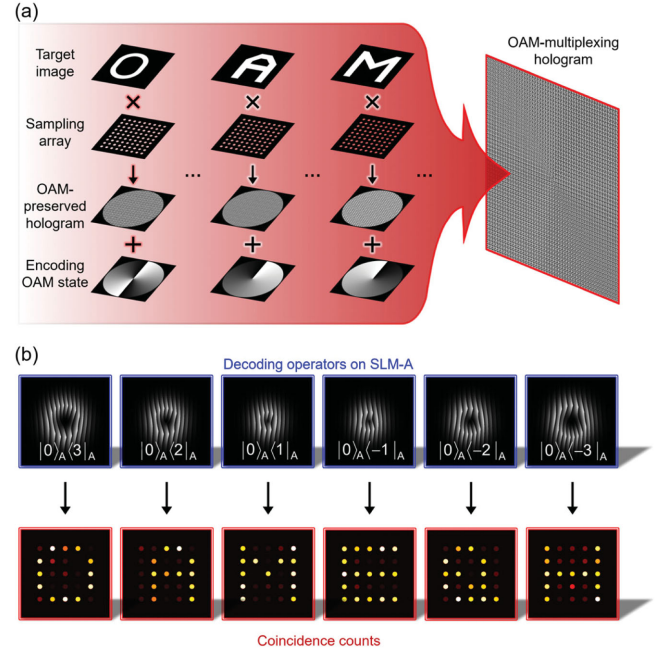 (a)
Target
image
OAM-multiplexing
hologram
×
×
×
Sampling
array
...
...
...
OAM-
preserved
hologram
+
+
+
Encoding
OAM state
(b)
Decoding operators on SLM-A
|0⟩A⟨3|A
|0⟩A⟨2|A
|0⟩A⟨1|A
|0⟩A⟨−1|A
|0⟩A⟨−2|A
|0⟩A⟨−3|A
Coincidence counts